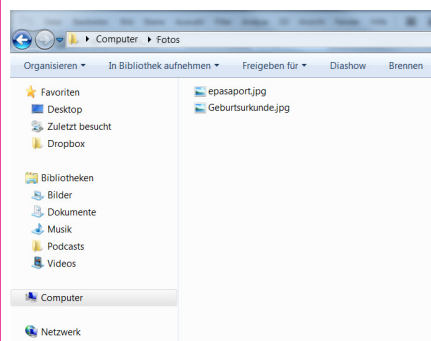 Computer Fotos
Organisieren In Bibliothek aufnehmen Freigeben für Diashow Brennen
Favoriten
Desktop
Zuletzt besucht
Dropbox
Bibliotheken
Bilder
Dokumente
Musik
Podcasts
Videos
Computer
Netzwerk
epasaport.jpg
Geburtsurkunde.jpg